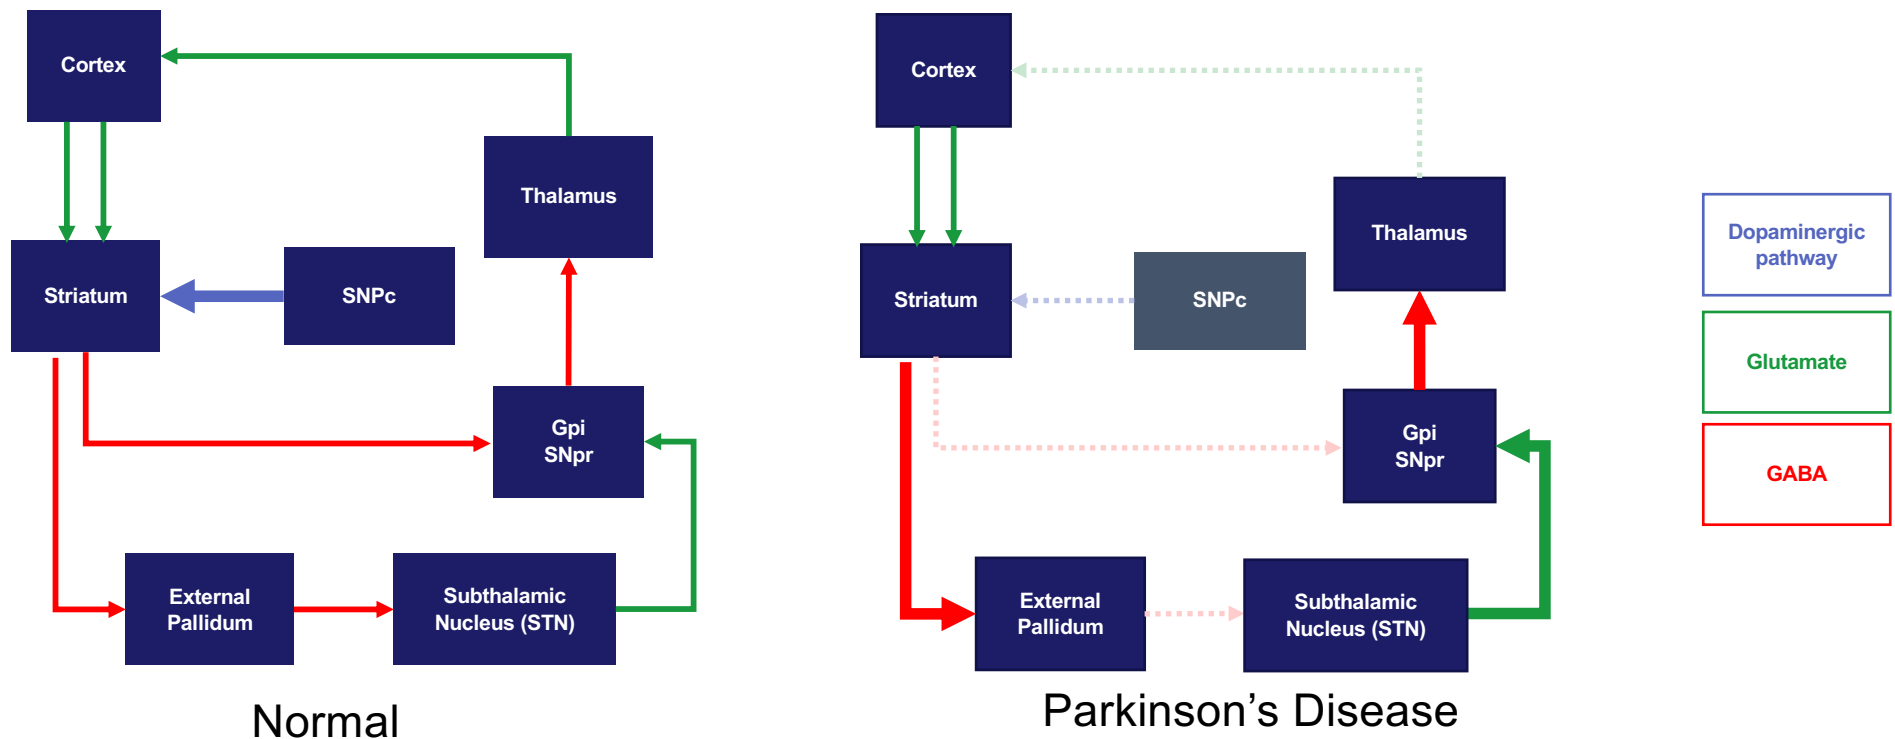 Cortex
Thalamus
Striatum
SNPc
Gpi
SNpr
External
Pallidum
Subthalamic
Nucleus (STN)
Normal
Cortex
Thalamus
Striatum
SNPc
Gpi
SNpr
External
Pallidum
Subthalamic
Nucleus (STN)
Parkinson’s Disease
Dopaminergic
pathway
Glutamate
GABA